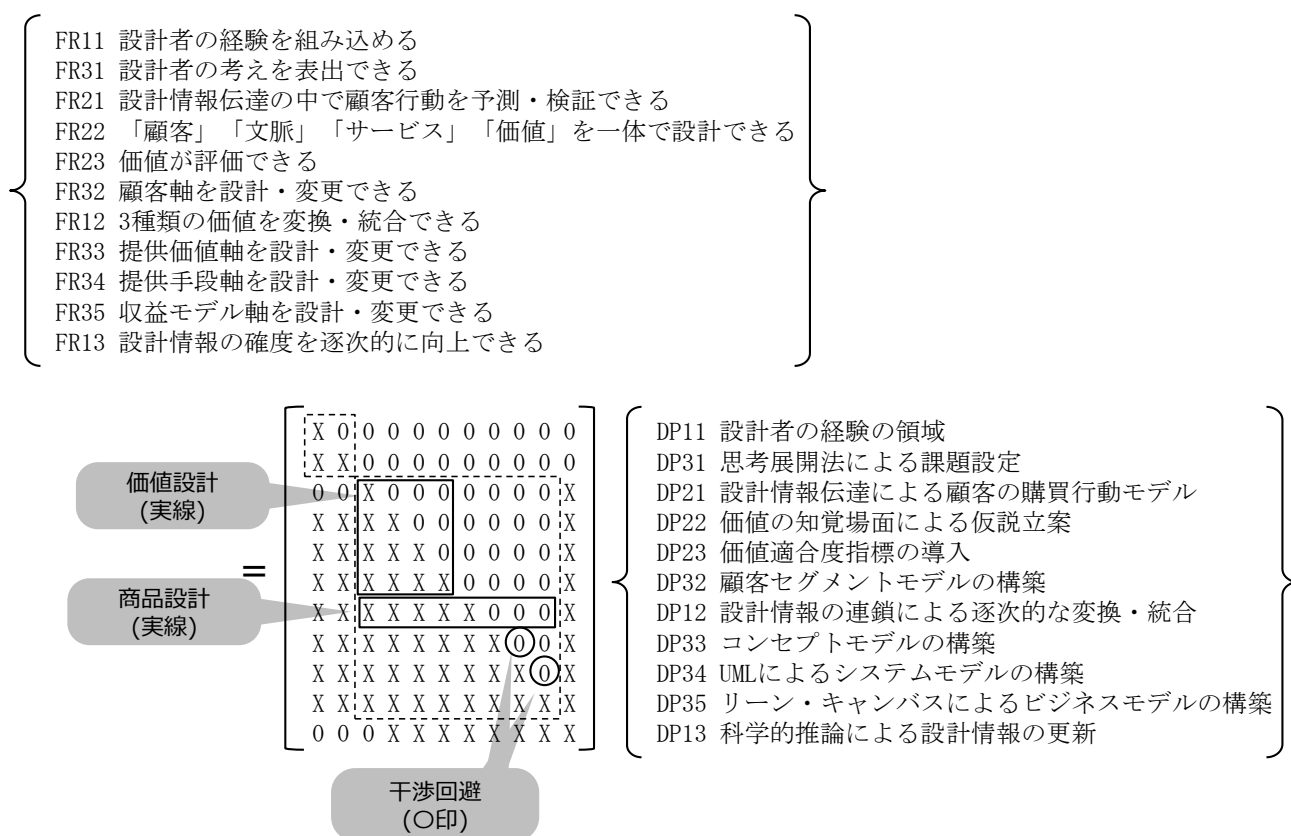 FR11 設計者の経験を組み込める
FR31 設計者の考えを表出できる
FR21 設計情報伝達の中で顧客行動を予測・検証できる
FR22 「顧客」「文脈」「サービス」「価値」を一体で設計できる
FR23 価値が評価できる
FR32 顧客軸を設計・変更できる
FR12 3種類の価値を変換・統合できる
FR33 提供価値軸を設計・変更できる
FR34 提供手段軸を設計・変更できる
FR35 収益モデル軸を設計・変更できる
FR13 設計情報の確度を逐次的に向上できる
価値設計
(実線)
商品設計
(実線)
=
X 0 0 0 0 0 0 0 0 0 0
X X 0 0 0 0 0 0 0 0 0
0 0 X 0 0 0 0 0 0 0 X
X X X X 0 0 0 0 0 0 X
X X X X X 0 0 0 0 0 X
X X X X X X 0 0 0 0 X
X X X X X X X 0 0 0 X
X X X X X X X X 0 0 X
X X X X X X X X X 0 X
X X X X X X X X X X X
0 0 0 X X X X X X X X
DP11 設計者の経験の領域
DP31 思考展開法による課題設定
DP21 設計情報伝達による顧客の購買行動モデル
DP22 価値の知覚場面による仮説立案
DP23 価値適合度指標の導入
DP32 顧客セグメントモデルの構築
DP12 設計情報の連鎖による逐次的な変換・統合
DP33 コンセプトモデルの構築
DP34 UMLによるシステムモデルの構築
DP35 リーン・キャンバスによるビジネスモデルの構築
DP13 科学的推論による設計情報の更新
干渉回避
(〇印)